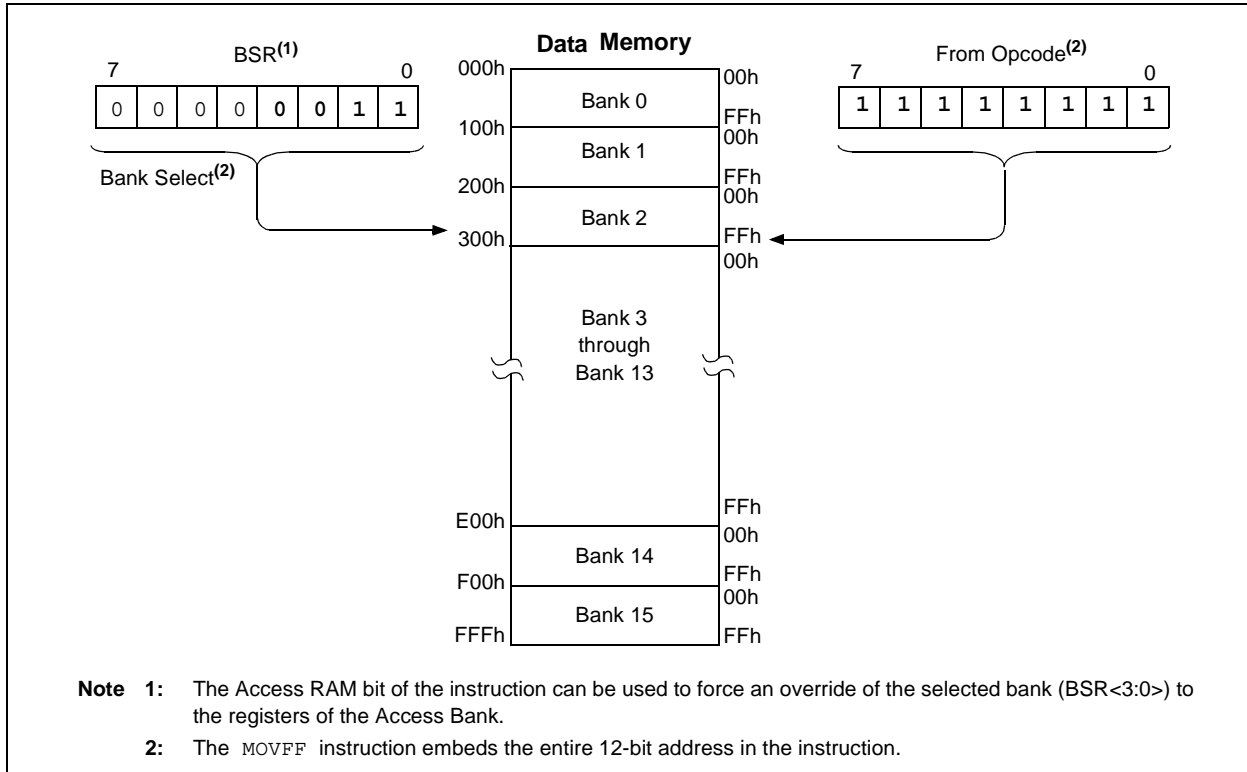 Data Memory
BSR(1)
7 0
0 0 0 0 0 0 1 1
Bank Select(2)
From Opcode(2)
7 0
1 1 1 1 1 1 1 1
000h 00h
Bank 0
FFh
100h 00h
Bank 1
FFh
200h 00h
Bank 2
FFh
300h 00h
Bank 3
through
Bank 13
FFh
E00h 00h
Bank 14
FFh
F00h 00h
Bank 15
FFFh FFh
Note 1: The Access RAM bit of the instruction can be used to force an override of the selected bank (BSR<3:0>) to
the registers of the Access Bank.
2: The MOVFF instruction embeds the entire 12-bit address in the instruction.